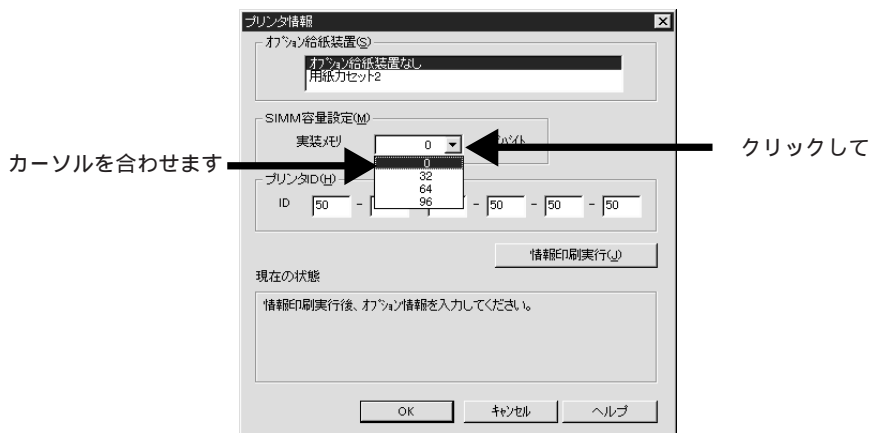 プリンタ情報
オプション給紙装置(S)
オプション給紙装置なし
用紙カセット2
SIMM容量設定(M)
実装メモリ
0
クリックして
カーソルを合わせます
0
32
64
96
プリンタID(H)
ID 50 - - - 50 - 50 - 50
情報印刷実行(J)
現在の状態
情報印刷実行後、オプション情報を入力してください。
OK キャンセル ヘルプ